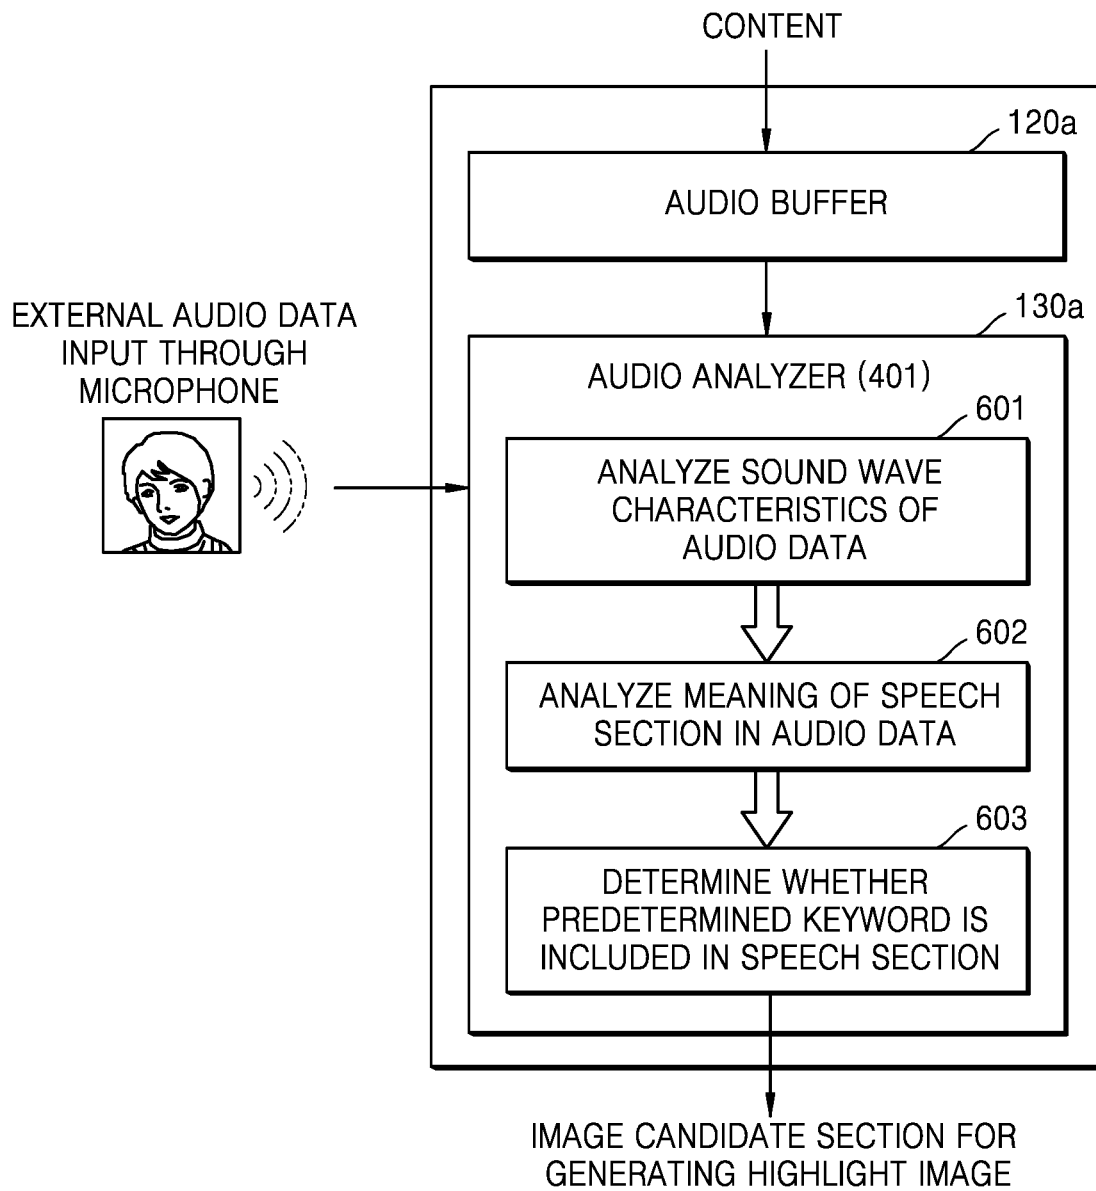 CONTENT
120a
AUDIO BUFFER
EXTERNAL AUDIO DATA
INPUT THROUGH
MICROPHONE
130a
AUDIO ANALYZER (401)
601
ANALYZE SOUND WAVE
CHARACTERISTICS OF
AUDIO DATA
602
ANALYZE MEANING OF SPEECH
SECTION IN AUDIO DATA
603
DETERMINE WHETHER
PREDETERMINED KEYWORD IS
INCLUDED IN SPEECH SECTION
IMAGE CANDIDATE SECTION FOR
GENERATING HIGHLIGHT IMAGE